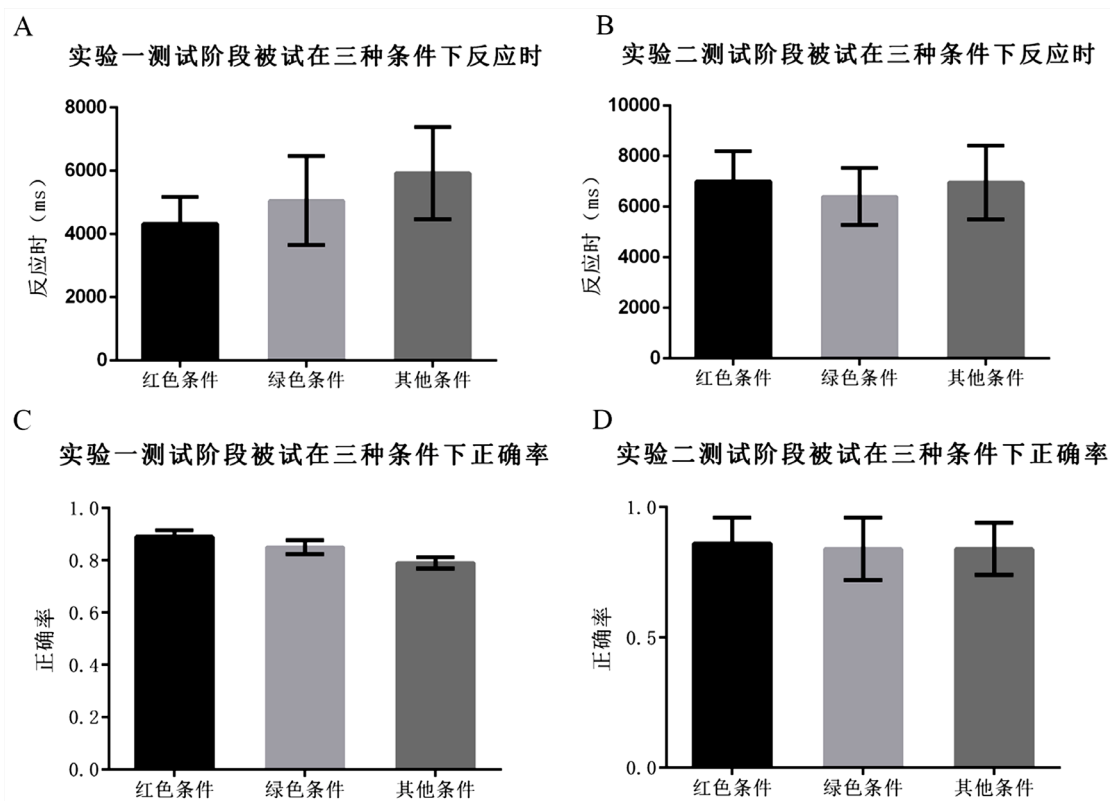 A
实验一测试阶段被试在三种条件下反应时
反应时（ms）
8000
6000
4000
2000
0
红色条件 绿色条件 其他条件
B
实验二测试阶段被试在三种条件下反应时
反应时（ms）
10000
8000
6000
4000
2000
0
红色条件 绿色条件 其他条件
C
实验一测试阶段被试在三种条件下正确率
正确率
1.0
0.8
0.6
0.4
0.2
0.0
红色条件 绿色条件 其他条件
D
实验二测试阶段被试在三种条件下正确率
正确率
1.0
0.5
0.0
红色条件 绿色条件 其他条件